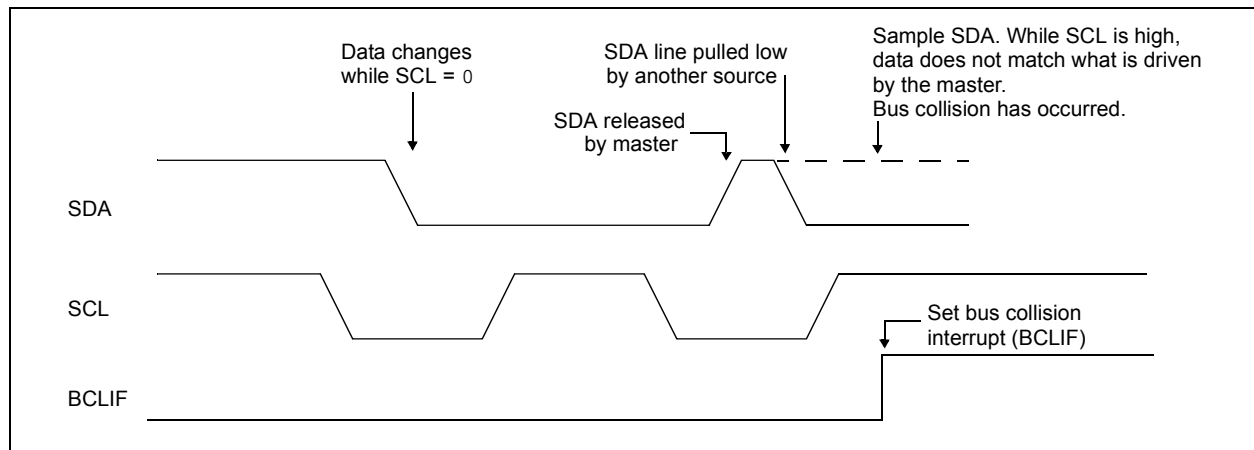 Data changes
while SCL = 0
SDA line pulled low
by another source
SDA released
by master
Sample SDA. While SCL is high,
data does not match what is driven
by the master.
Bus collision has occurred.
SDA
SCL
Set bus collision
interrupt (BCLIF)
BCLIF